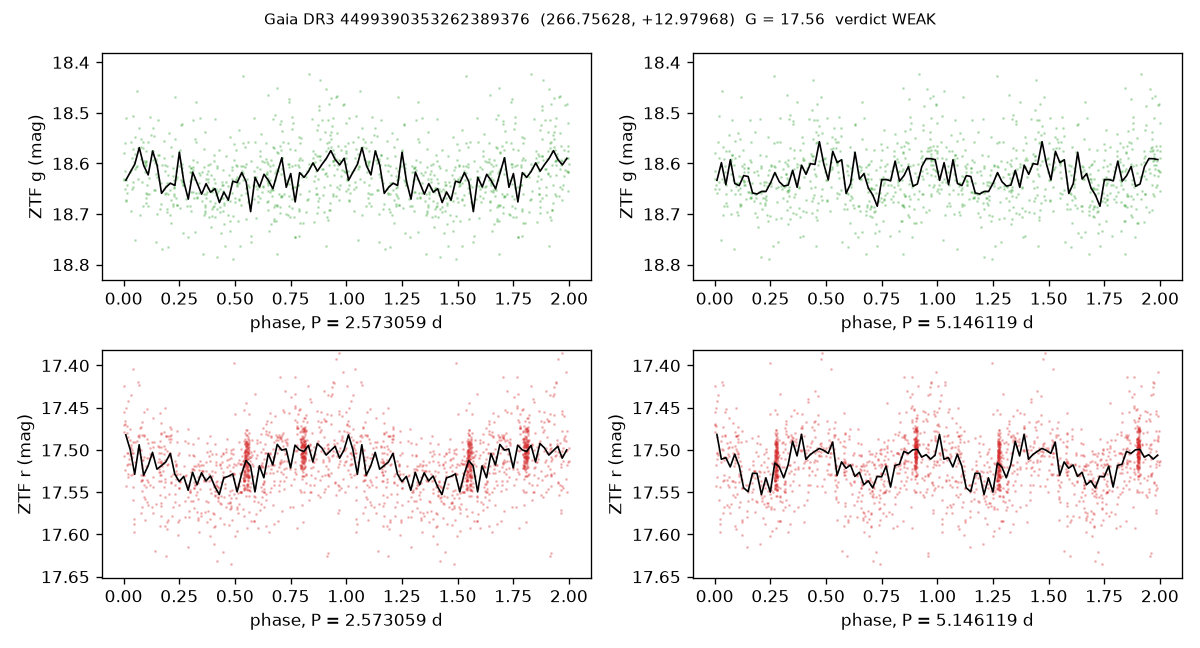 Gaia DR3 4499390353262389376 (266.75628, +12.97968) G = 17.56 verdict WEAK
ZTF g (mag)
18.4
18.5
18.6
18.7
18.8
0.00 0.25 0.50 0.75 1.00 1.25 1.50 1.75 2.00
phase, P = 2.573059 d
ZTF g (mag)
18.4
18.5
18.6
18.7
18.8
0.00 0.25 0.50 0.75 1.00 1.25 1.50 1.75 2.00
phase, P = 5.146119 d
ZTF r (mag)
17.40
17.45
17.50
17.55
17.60
17.65
0.00 0.25 0.50 0.75 1.00 1.25 1.50 1.75 2.00
phase, P = 2.573059 d
ZTF r (mag)
17.40
17.45
17.50
17.55
17.60
17.65
0.00 0.25 0.50 0.75 1.00 1.25 1.50 1.75 2.00
phase, P = 5.146119 d